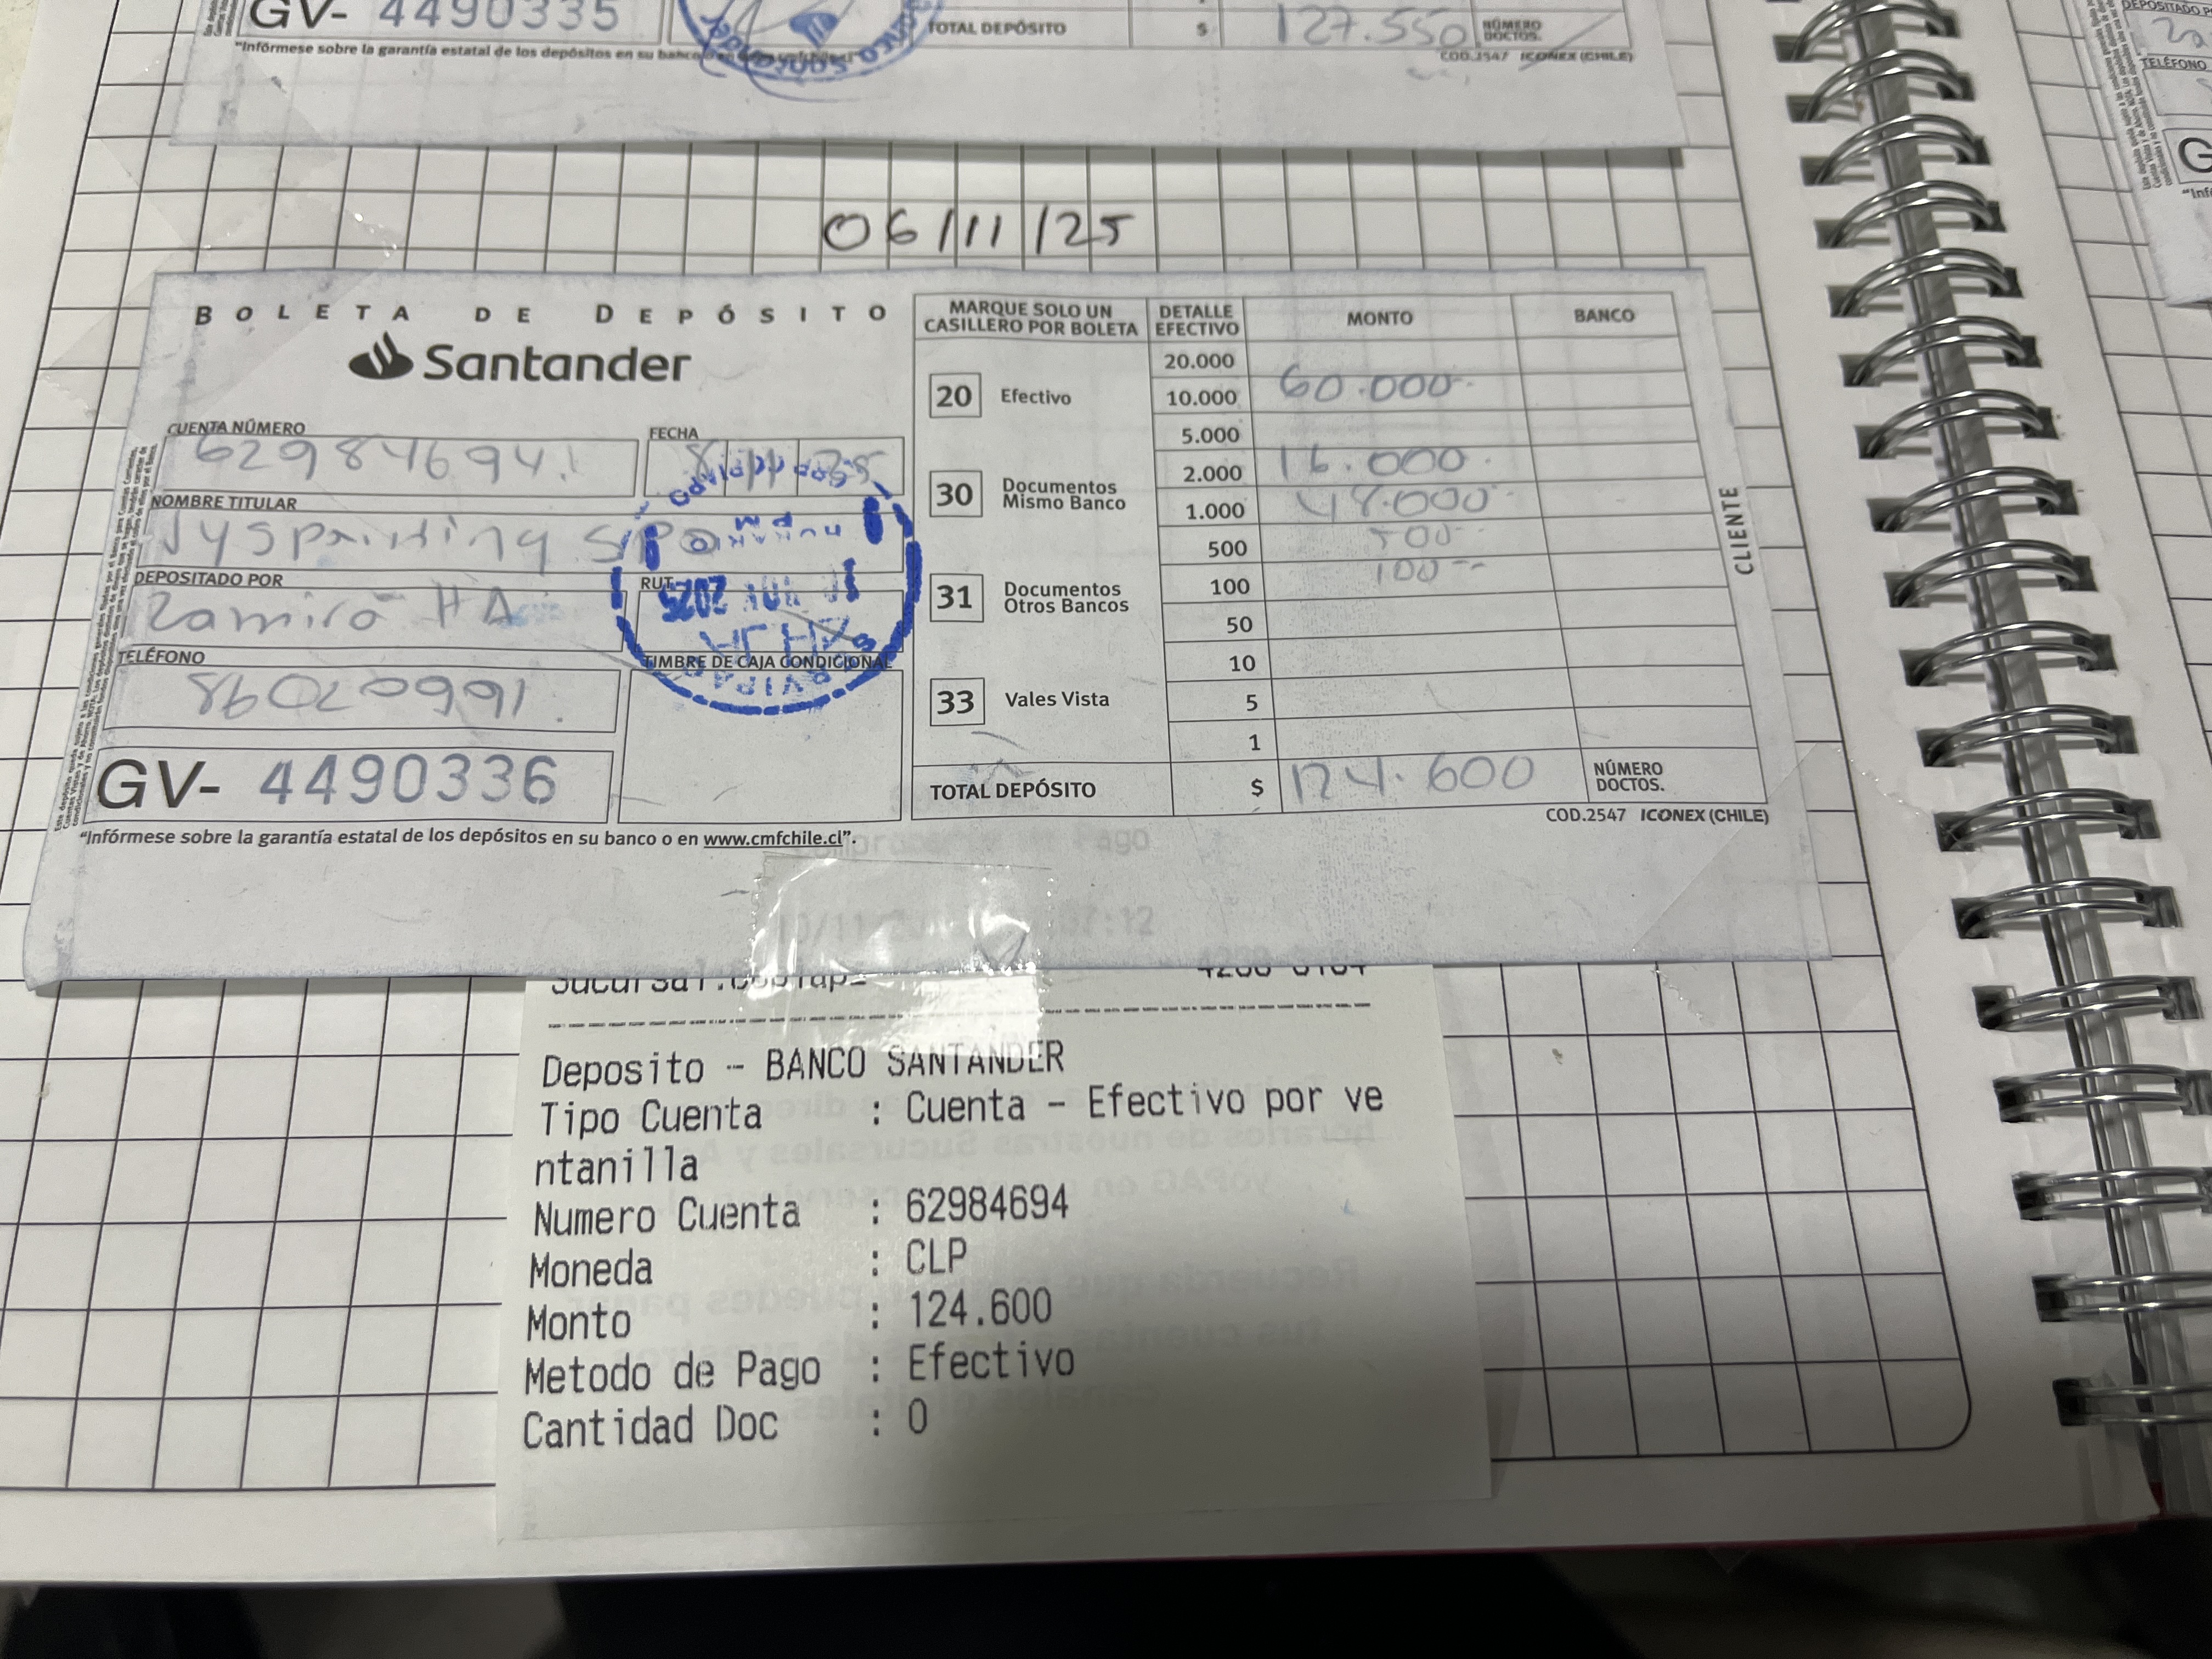 GV- 4490335
TOTAL DEPÓSITO $ 127.550 NÚMERO DOCTOS.
"Infórmese sobre la garantía estatal de los depósitos en su banco o en
COD.2547 ICONEX (CHILE)
06/11/25
BOLETA DE DEPÓSITO
Santander
CUENTA NÚMERO
62984694
FECHA
8 11 25
NOMBRE TITULAR
DEPOSITADO POR
Ramiro HA
RUT
TELÉFONO
86020991
TIMBRE DE CAJA CONDICIONAL
GV- 4490336
"Infórmese sobre la garantía estatal de los depósitos en su banco o en www.cmfchile.cl".
MARQUE SOLO UN CASILLERO POR BOLETA
20 Efectivo
30 Documentos Mismo Banco
31 Documentos Otros Bancos
33 Vales Vista
DETALLE EFECTIVO MONTO BANCO
20.000
10.000 60.000
5.000
2.000 16.000
1.000 48.000
500 500
100 100
50
10
5
1
TOTAL DEPÓSITO $ 124.600 NÚMERO DOCTOS.
COD.2547 ICONEX (CHILE)
CLIENTE
Deposito - BANCO SANTANDER
Tipo Cuenta : Cuenta - Efectivo por ve
ntanilla
Numero Cuenta : 62984694
Moneda : CLP
Monto : 124.600
Metodo de Pago : Efectivo
Cantidad Doc : 0